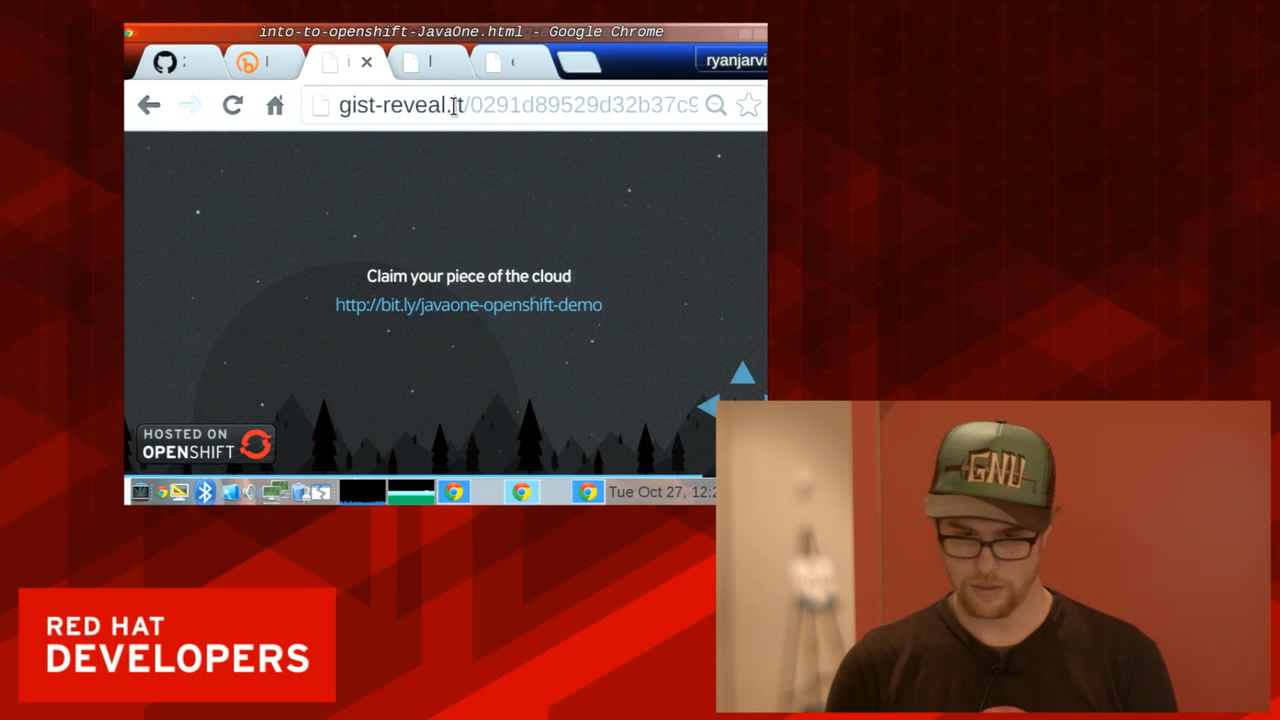 into-to-openshift-JavaOne.html - Google Chrome
ryanjarvi
gist-reveal.it/0291d89529d32b37c9
Claim your piece of the cloud
http://bit.ly/javaone-openshift-demo
HOSTED ON
OPENSHIFT
Tue Oct 27, 12:2
GNU
RED HAT
DEVELOPERS